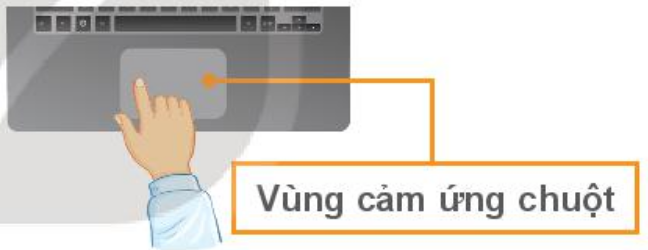 Vùng cảm ứng chuột